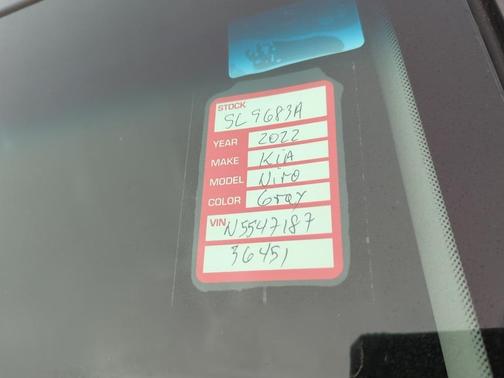 STOCK
SL9683A
YEAR 2022
MAKE KIA
MODEL Niro
COLOR Gray
VIN N5547187
36451